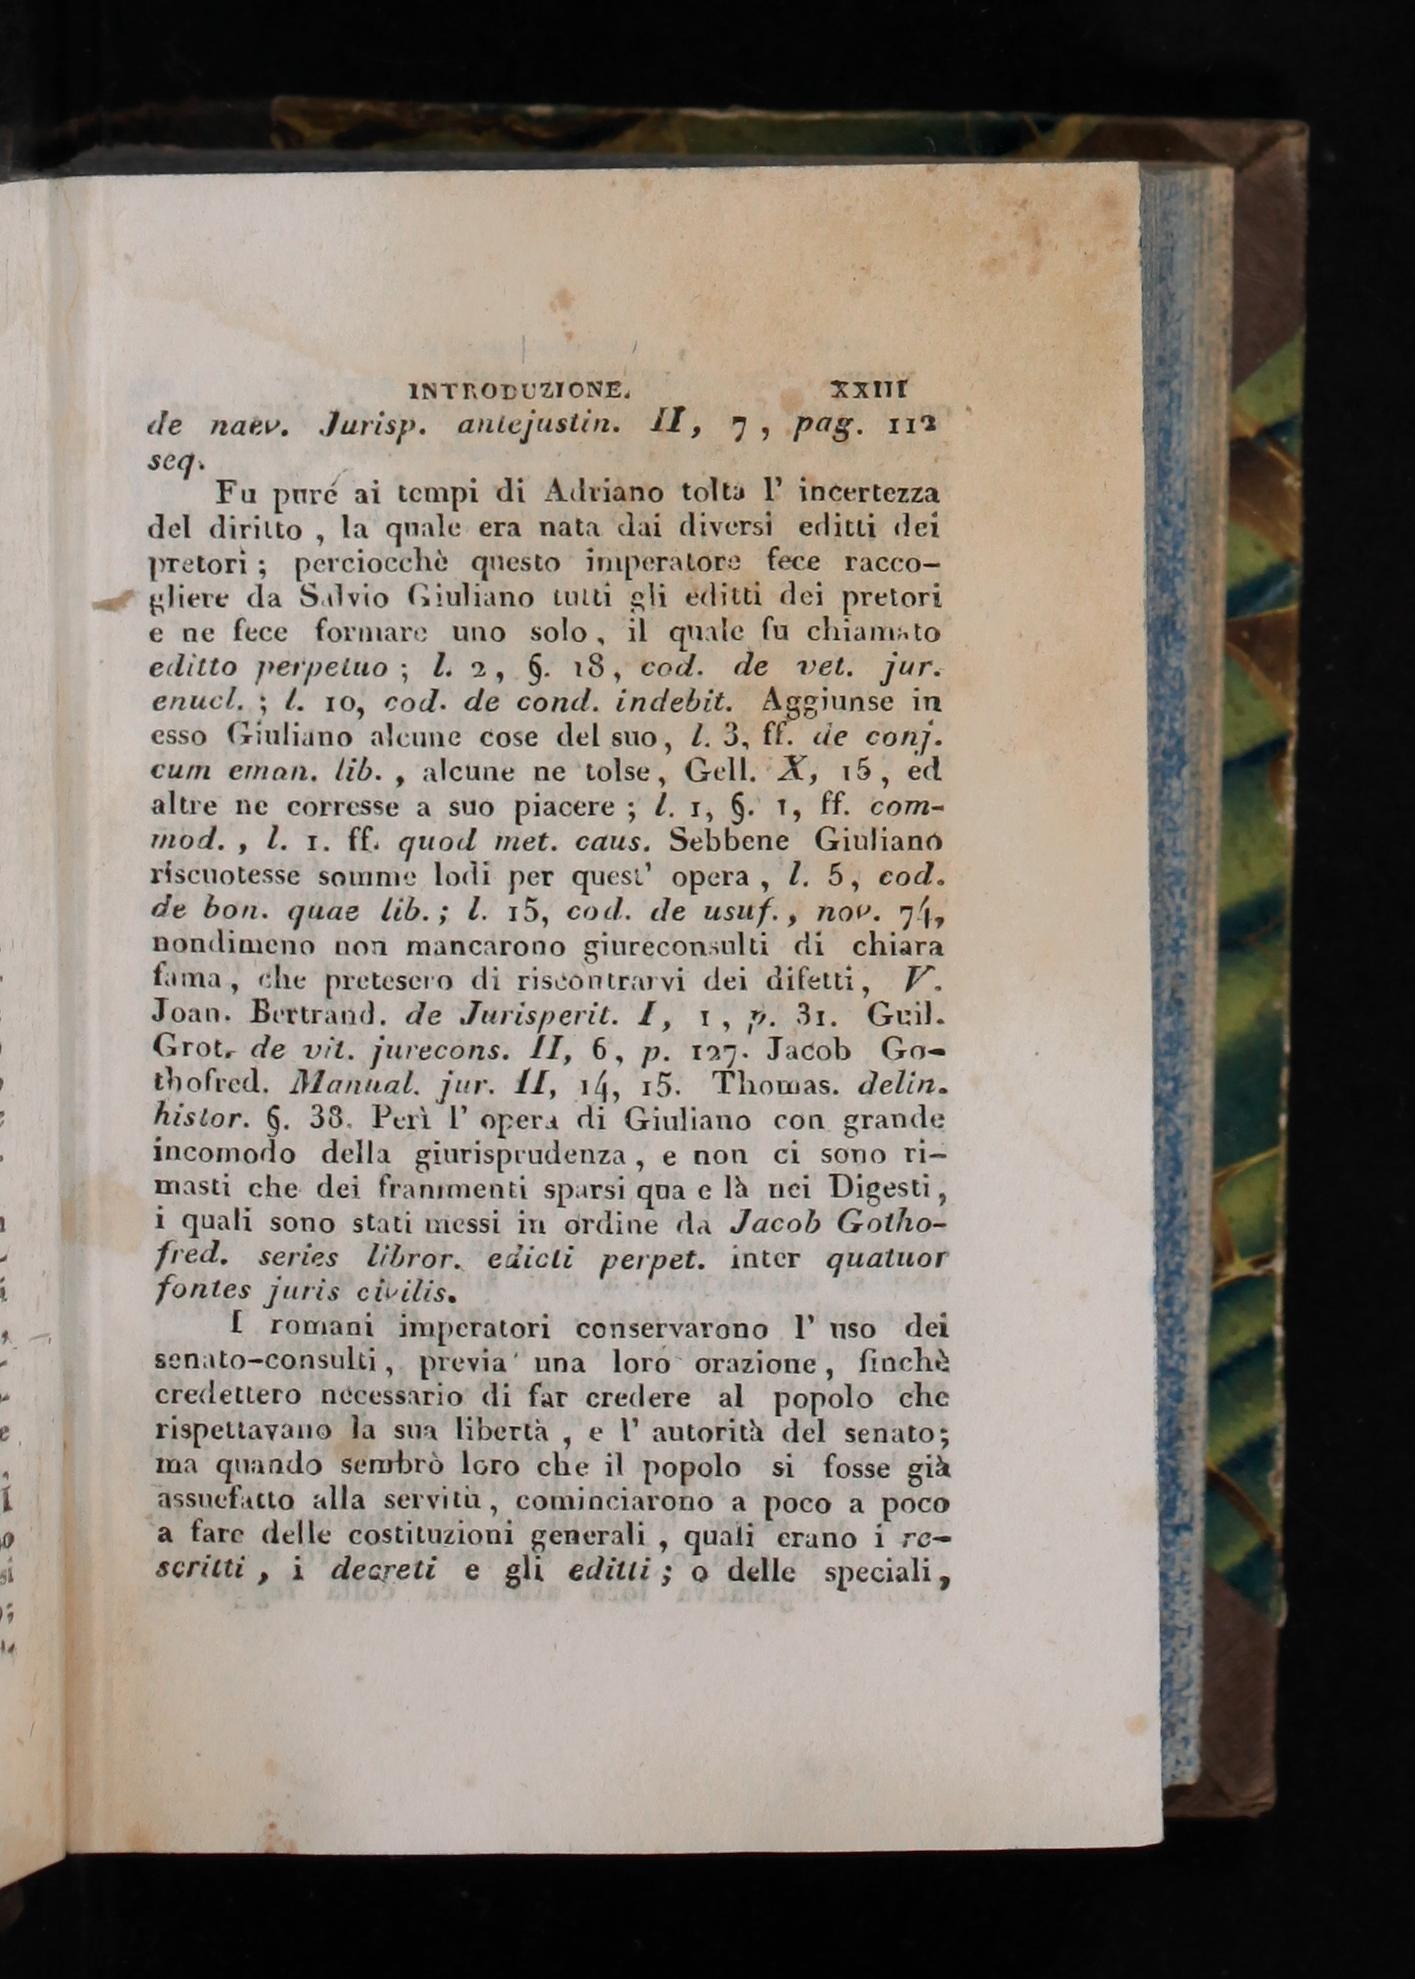 INTRODUZIONE. XXIII
de naev. Jurisp. antejustin. II, 7, pag. 112
seq.
Fu pure ai tempi di Adriano tolta l' incertezza
del diritto, la quale era nata dai diversi editti dei
pretori; perciocchè questo imperatore fece racco-
gliere da Salvio Giuliano tutti gli editti dei pretori
e ne fece formare uno solo, il quale fu chiamato
editto perpetuo; l. 2, §. 18, cod. de vet. jur.
enucl.; l. 10, cod. de cond. indebit. Aggiunse in
esso Giuliano alcune cose del suo, l. 3, ff. de conj.
cum eman. lib., alcune ne tolse, Gell. X, 15, ed
altre ne corresse a suo piacere; l. 1, §. 1, ff. com-
mod., l. 1. ff. quod met. caus. Sebbene Giuliano
riscuotesse somme lodi per quest' opera, l. 5, cod.
de bon. quae lib.; l. 15, cod. de usuf., nov. 74,
nondimeno non mancarono giureconsulti di chiara
fama, che pretesero di riscontrarvi dei difetti, V.
Joan. Bertrand. de Jurisperit. I, 1, p. 31. Guil.
Grot. de vit. jurecons. II, 6, p. 127. Jacob Go-
thofred. Manual. jur. II, 14, 15. Thomas. delin.
histor. §. 38. Perì l' opera di Giuliano con grande
incomodo della giurisprudenza, e non ci sono ri-
masti che dei frammenti sparsi qua e là nei Digesti,
i quali sono stati messi in ordine da Jacob Gotho-
fred. series libror. edicti perpet. inter quatuor
fontes juris civilis.
I romani imperatori conservarono l' uso dei
senato-consulti, previa una loro orazione, finchè
credettero necessario di far credere al popolo che
rispettavano la sua libertà, e l' autorità del senato;
ma quando sembrò loro che il popolo si fosse già
assuefatto alla servitù, cominciarono a poco a poco
a fare delle costituzioni generali, quali erano i re-
scritti, i decreti e gli editti; o delle speciali,